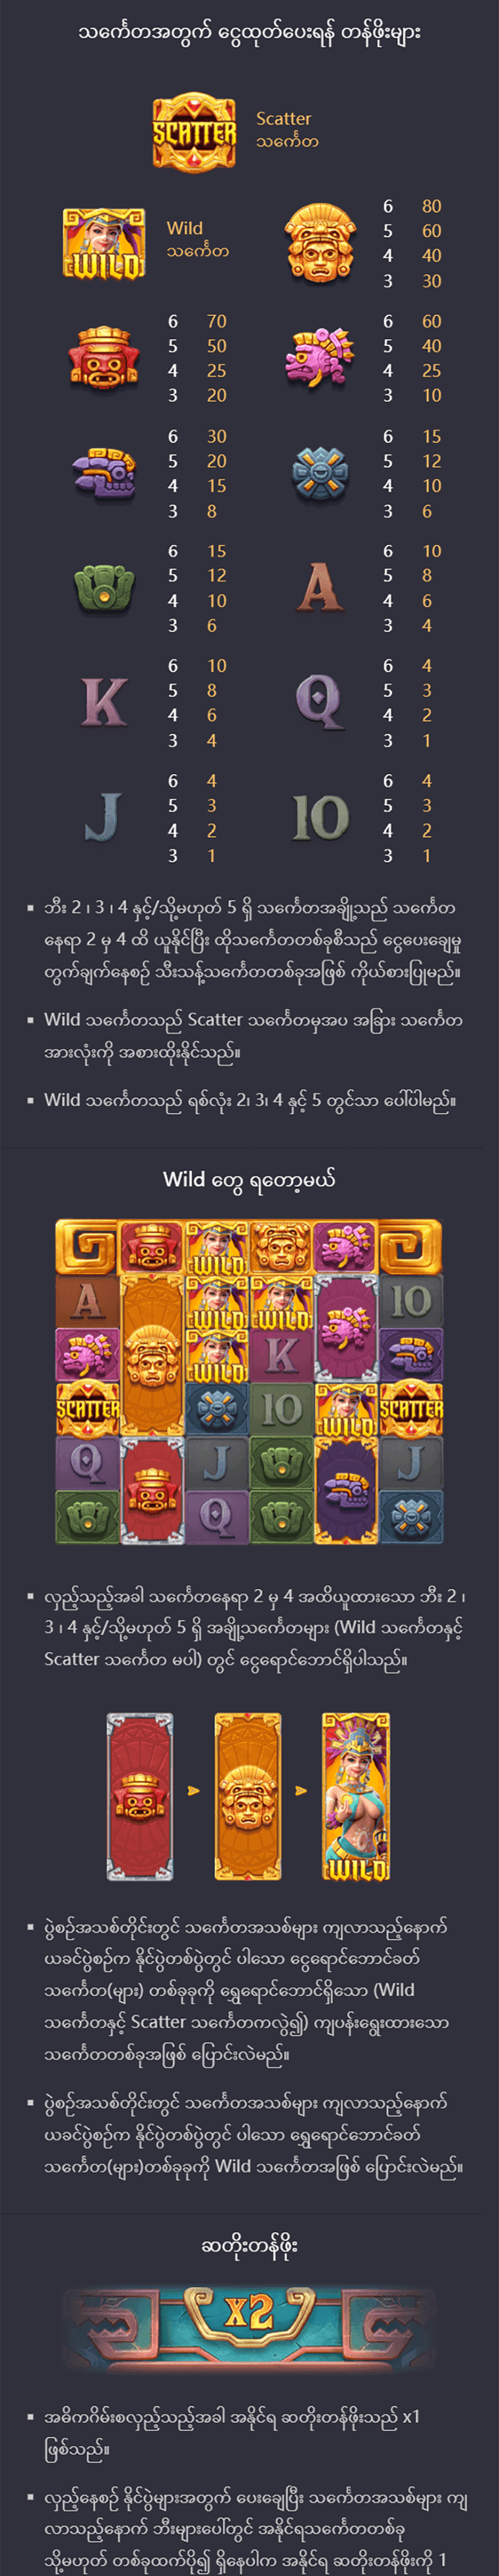 သင်္ကေတအတွက် ငွေထုတ်ပေးရန် တန်ဖိုးများ
SCATTER
Scatter
သင်္ကေတ
WILD
Wild
သင်္ကေတ
6 80
5 60
4 40
3 30
6 70
5 50
4 25
3 20
6 60
5 40
4 25
3 10
6 30
5 20
4 15
3 8
6 15
5 12
4 10
3 6
6 15
5 12
4 10
3 6
A
6 10
5 8
4 6
3 4
K
6 10
5 8
4 6
3 4
Q
6 4
5 3
4 2
3 1
J
6 4
5 3
4 2
3 1
10
6 4
5 3
4 2
3 1
▪ ဘီး 2 ၊ 3 ၊ 4 နှင့်/သို့မဟုတ် 5 ရှိ သင်္ကေတအချို့သည် သင်္ကေတ
နေရာ 2 မှ 4 ထိ ယူနိုင်ပြီး ထိုသင်္ကေတတစ်ခုစီသည် ငွေပေးချေမှု
တွက်ချက်နေစဉ် သီးသန့်သင်္ကေတတစ်ခုအဖြစ် ကိုယ်စားပြုမည်။
▪ Wild သင်္ကေတသည် Scatter သင်္ကေတမှအပ အခြား သင်္ကေတ
အားလုံးကို အစားထိုးနိုင်သည်။
▪ Wild သင်္ကေတသည် ရစ်လုံး 2၊ 3၊ 4 နှင့် 5 တွင်သာ ပေါ်ပါမည်။
Wild တွေ ရတော့မယ်
WILD
A WILD WILD 10
WILD K
SCATTER 10 WILD SCATTER
Q J J
Q
▪ လှည့်သည့်အခါ သင်္ကေတနေရာ 2 မှ 4 အထိယူထားသော ဘီး 2 ၊
3 ၊ 4 နှင့်/သို့မဟုတ် 5 ရှိ အချို့သင်္ကေတများ (Wild သင်္ကေတနှင့်
Scatter သင်္ကေတ မပါ) တွင် ငွေရောင်ဘောင်ရှိပါသည်။
WILD
▪ ပွဲစဉ်အသစ်တိုင်းတွင် သင်္ကေတအသစ်များ ကျလာသည့်နောက်
ယခင်ပွဲစဉ်က နိုင်ပွဲတစ်ပွဲတွင် ပါသော ငွေရောင်ဘောင်ခတ်
သင်္ကေတ(များ) တစ်ခုခုကို ရွှေရောင်ဘောင်ရှိသော (Wild
သင်္ကေတနှင့် Scatter သင်္ကေတကလွဲ၍) ကျပန်းရွေးထားသော
သင်္ကေတတစ်ခုအဖြစ် ပြောင်းလဲမည်။
▪ ပွဲစဉ်အသစ်တိုင်းတွင် သင်္ကေတအသစ်များ ကျလာသည့်နောက်
ယခင်ပွဲစဉ်က နိုင်ပွဲတစ်ပွဲတွင် ပါသော ရွှေရောင်ဘောင်ခတ်
သင်္ကေတ(များ)တစ်ခုခုကို Wild သင်္ကေတအဖြစ် ပြောင်းလဲမည်။
ဆတိုးတန်ဖိုး
x2
▪ အဓိကဂိမ်းစလှည့်သည့်အခါ အနိုင်ရ ဆတိုးတန်ဖိုးသည် x1
ဖြစ်သည်။
▪ လှည့်နေစဉ် နိုင်ပွဲများအတွက် ပေးချေပြီး သင်္ကေတအသစ်များ ကျ
လာသည့်နောက် ဘီးများပေါ်တွင် အနိုင်ရသင်္ကေတတစ်ခု
သို့မဟုတ် တစ်ခုထက်ပို၍ ရှိနေပါက အနိုင်ရ ဆတိုးတန်ဖိုးကို 1